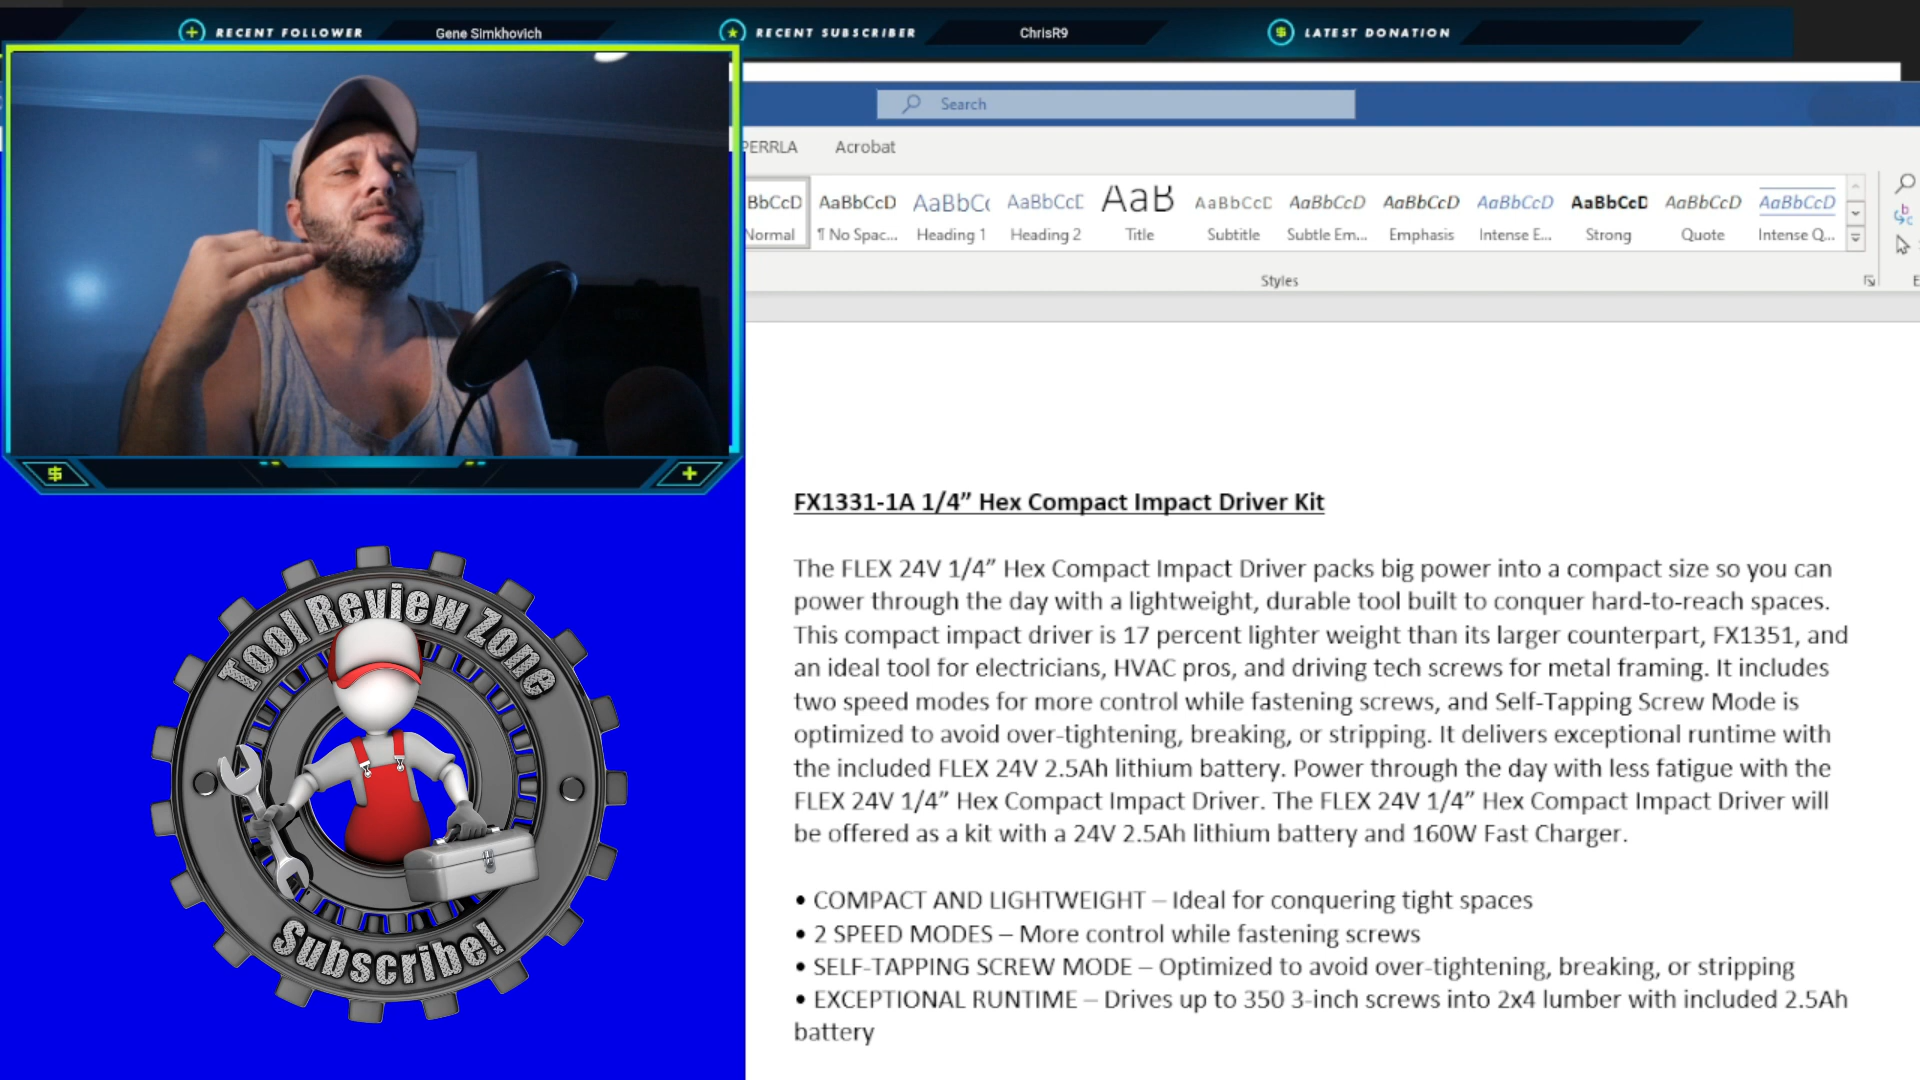 RECENT FOLLOWER
Gene Simkhovich
RECENT SUBSCRIBER
ChrisR9
LATEST DONATION
Search
PERRLA
Acrobat
BbCcD
AaBbCcD
AaBbCc
AaBbCcD
AaB
AaBbCcD
AaBbCcD
AaBbCcD
AaBbCcD
AaBbCcD
AaBbCcD
AaBbCcD
Normal
¶ No Spac...
Heading 1
Heading 2
Title
Subtitle
Subtle Em...
Emphasis
Intense E...
Strong
Quote
Intense Q...
Styles
FX1331-1A 1/4” Hex Compact Impact Driver Kit
The FLEX 24V 1/4” Hex Compact Impact Driver packs big power into a compact size so you can
power through the day with a lightweight, durable tool built to conquer hard-to-reach spaces.
This compact impact driver is 17 percent lighter weight than its larger counterpart, FX1351, and
an ideal tool for electricians, HVAC pros, and driving tech screws for metal framing. It includes
two speed modes for more control while fastening screws, and Self-Tapping Screw Mode is
optimized to avoid over-tightening, breaking, or stripping. It delivers exceptional runtime with
the included FLEX 24V 2.5Ah lithium battery. Power through the day with less fatigue with the
FLEX 24V 1/4” Hex Compact Impact Driver. The FLEX 24V 1/4” Hex Compact Impact Driver will
be offered as a kit with a 24V 2.5Ah lithium battery and 160W Fast Charger.
• COMPACT AND LIGHTWEIGHT – Ideal for conquering tight spaces
• 2 SPEED MODES – More control while fastening screws
• SELF-TAPPING SCREW MODE – Optimized to avoid over-tightening, breaking, or stripping
• EXCEPTIONAL RUNTIME – Drives up to 350 3-inch screws into 2x4 lumber with included 2.5Ah
battery
Tool Review Zone
Subscribe!